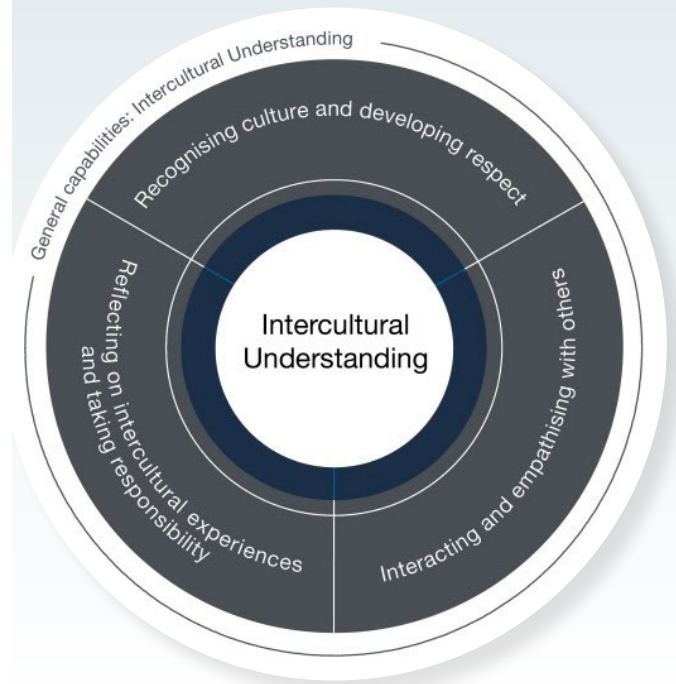 General capabilities: Intercultural Understanding
Recognising culture and developing respect
Interacting and empathising with others
Reflecting on intercultural experiences
and taking responsibility
Intercultural
Understanding